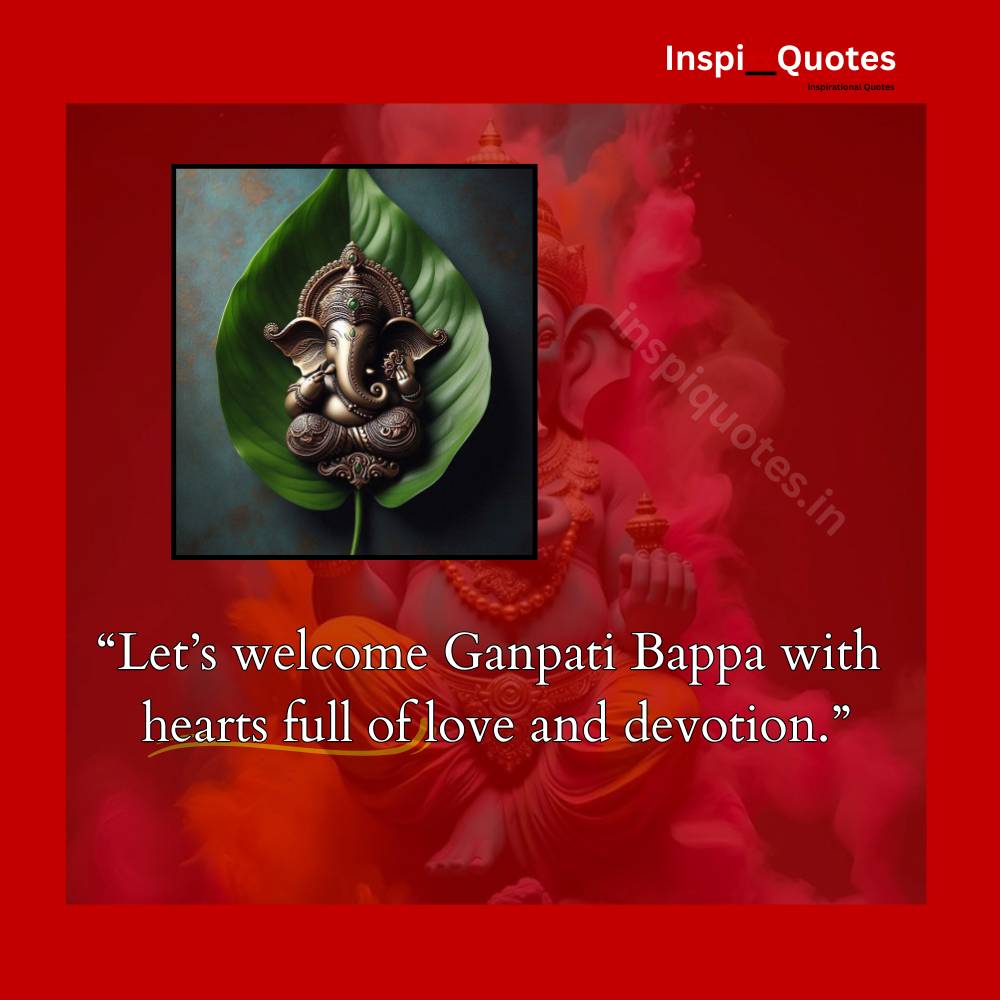 Inspi__Quotes
Inspirational Quotes
inspiquotes.in
“Let’s welcome Ganpati Bappa with
hearts full of love and devotion.”